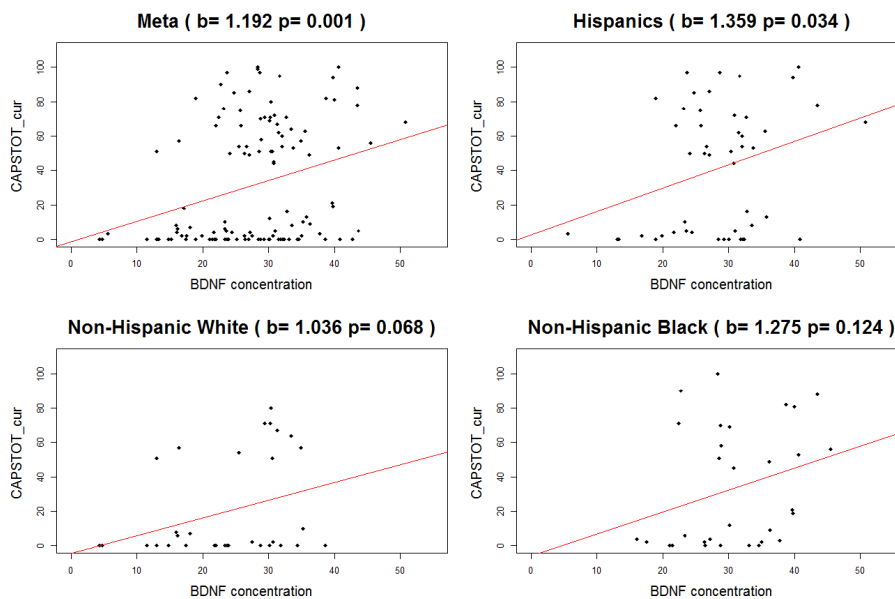 Meta ( b= 1.192 p= 0.001 )
CAPSTOT_cur
0 20 40 60 80 100
0 10 20 30 40 50
BDNF concentration
Hispanics ( b= 1.359 p= 0.034 )
CAPSTOT_cur
0 20 40 60 80 100
0 10 20 30 40 50
BDNF concentration
Non-Hispanic White ( b= 1.036 p= 0.068 )
CAPSTOT_cur
0 20 40 60 80 100
0 10 20 30 40 50
BDNF concentration
Non-Hispanic Black ( b= 1.275 p= 0.124 )
CAPSTOT_cur
0 20 40 60 80 100
0 10 20 30 40 50
BDNF concentration